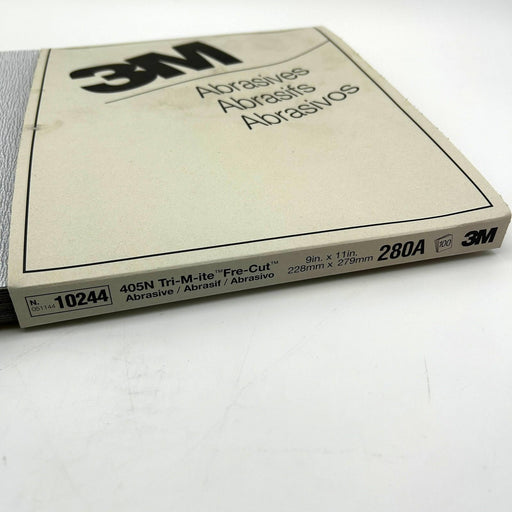 3M
Abrasives
Abrasifs
Abrasivos
N. 051144 10244
405N Tri-M-ite™ Fre-Cut™
Abrasive / Abrasif / Abrasivo
9in. x 11in.
228mm x 279mm
280A
100
3M